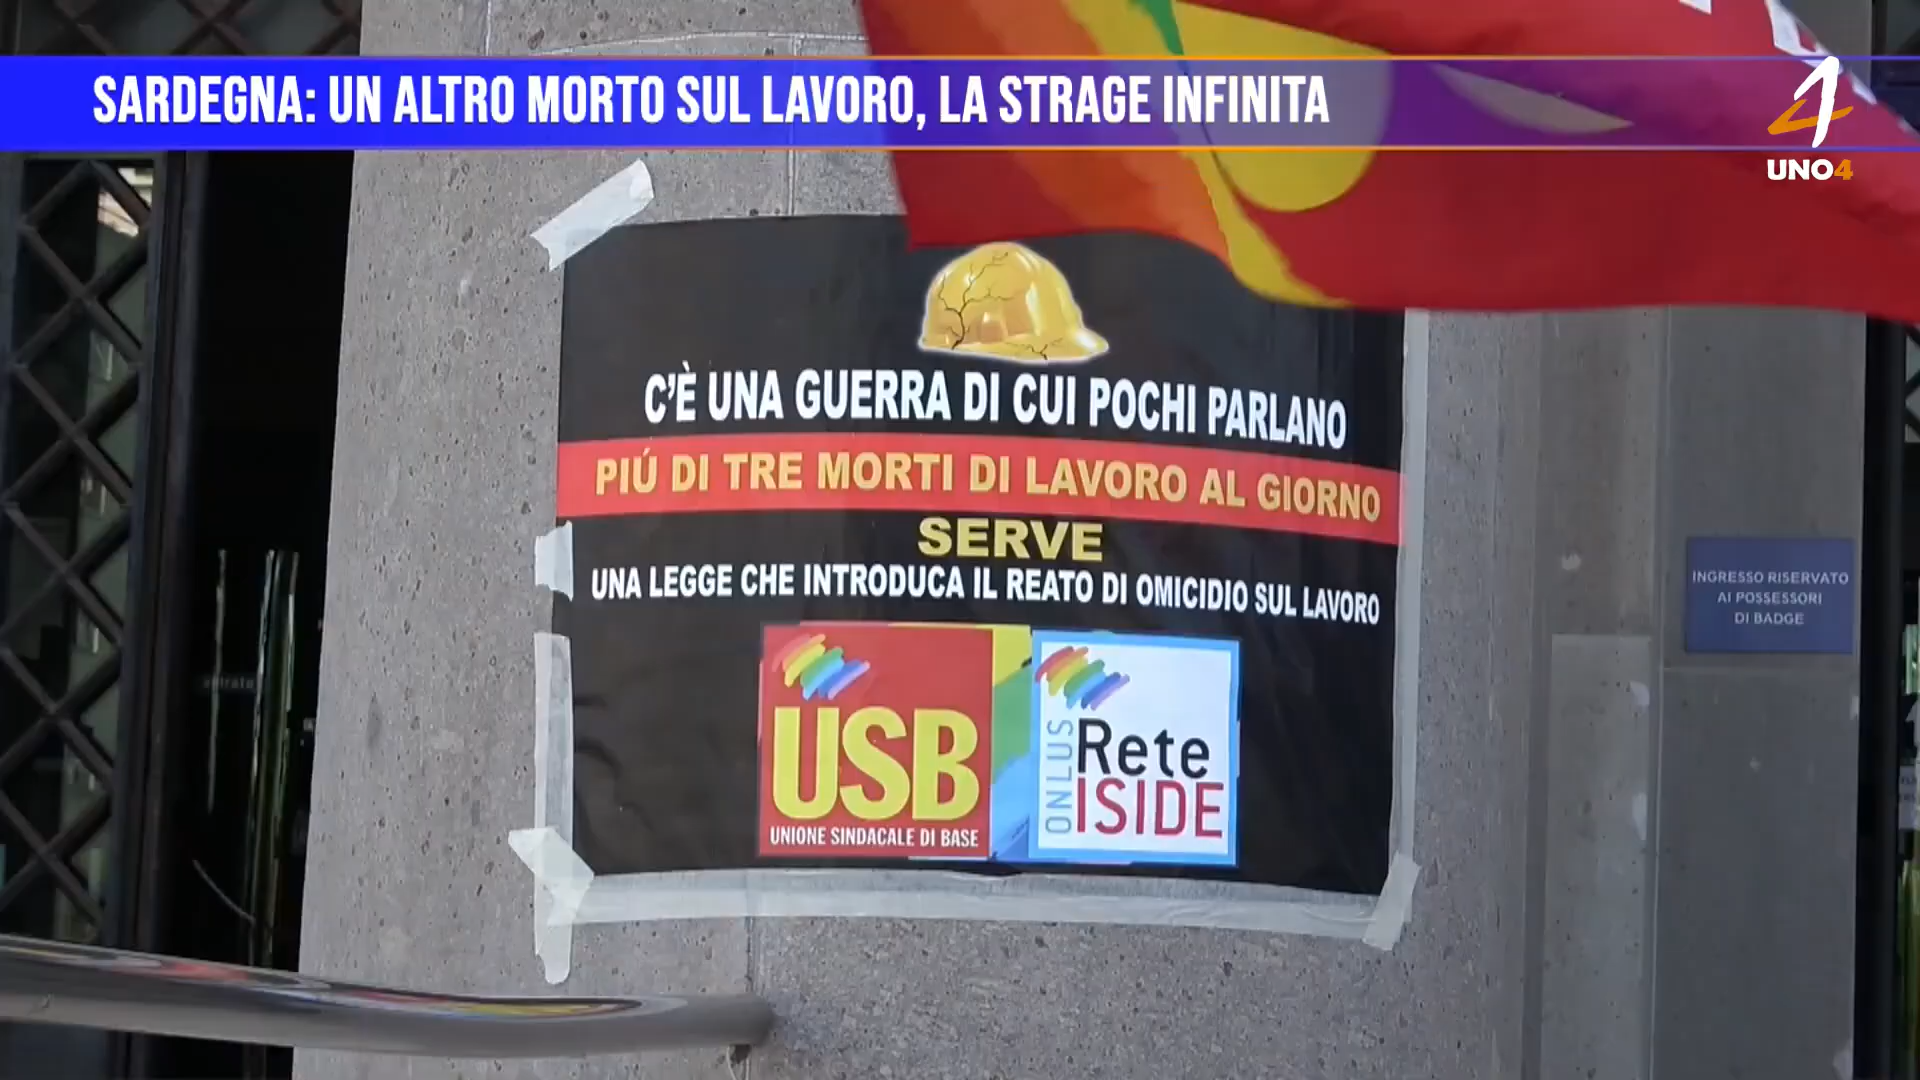 SARDEGNA: UN ALTRO MORTO SUL LAVORO, LA STRAGE INFINITA
UNO4
C'È UNA GUERRA DI CUI POCHI PARLANO
PIÚ DI TRE MORTI DI LAVORO AL GIORNO
SERVE
UNA LEGGE CHE INTRODUCA IL REATO DI OMICIDIO SUL LAVORO
USB
UNIONE SINDACALE DI BASE
ONLUS
Rete
ISIDE
INGRESSO RISERVATO
AI POSSESSORI
DI BADGE